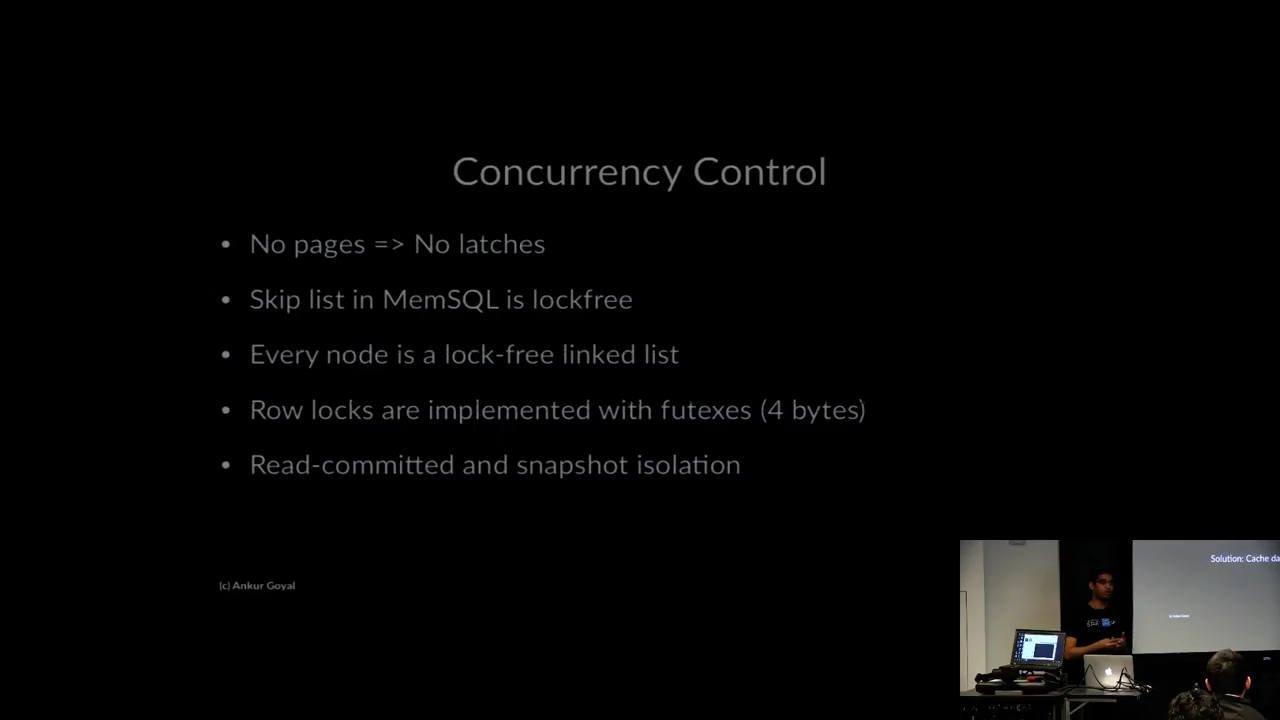 Concurrency Control
• No pages => No latches
• Skip list in MemSQL is lockfree
• Every node is a lock-free linked list
• Row locks are implemented with futexes (4 bytes)
• Read-committed and snapshot isolation
(c) Ankur Goyal
Solution: Cache da